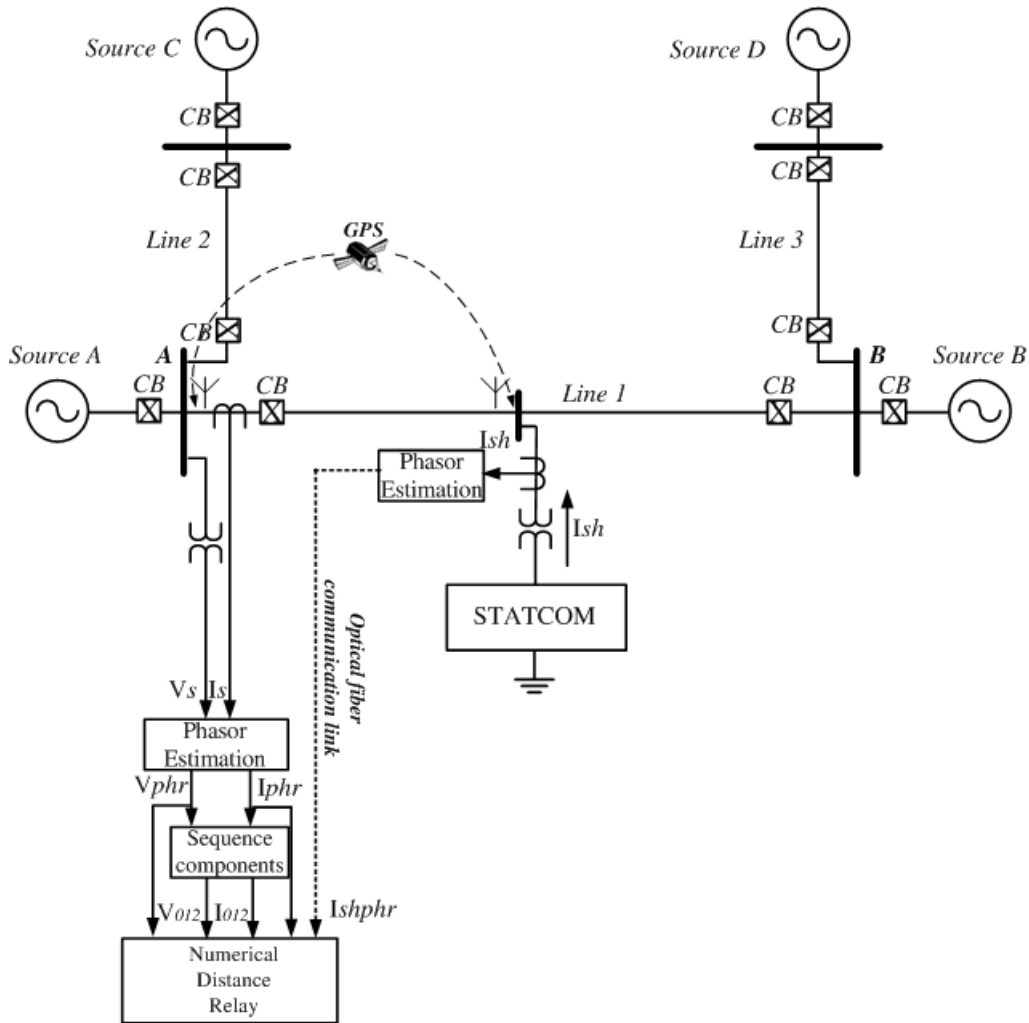 Source C
Source D
CB
CB
CB
CB
Line 2
GPS
Line 3
CB
CB
Source A
A
B
Source B
CB
CB
Line 1
CB
CB
Ish
Phasor
Estimation
Ish
STATCOM
Optical fiber
communication link
Vs
Is
Phasor
Estimation
Vphr
Iphr
Sequence
components
V012
I012
Ishphr
Numerical
Distance
Relay